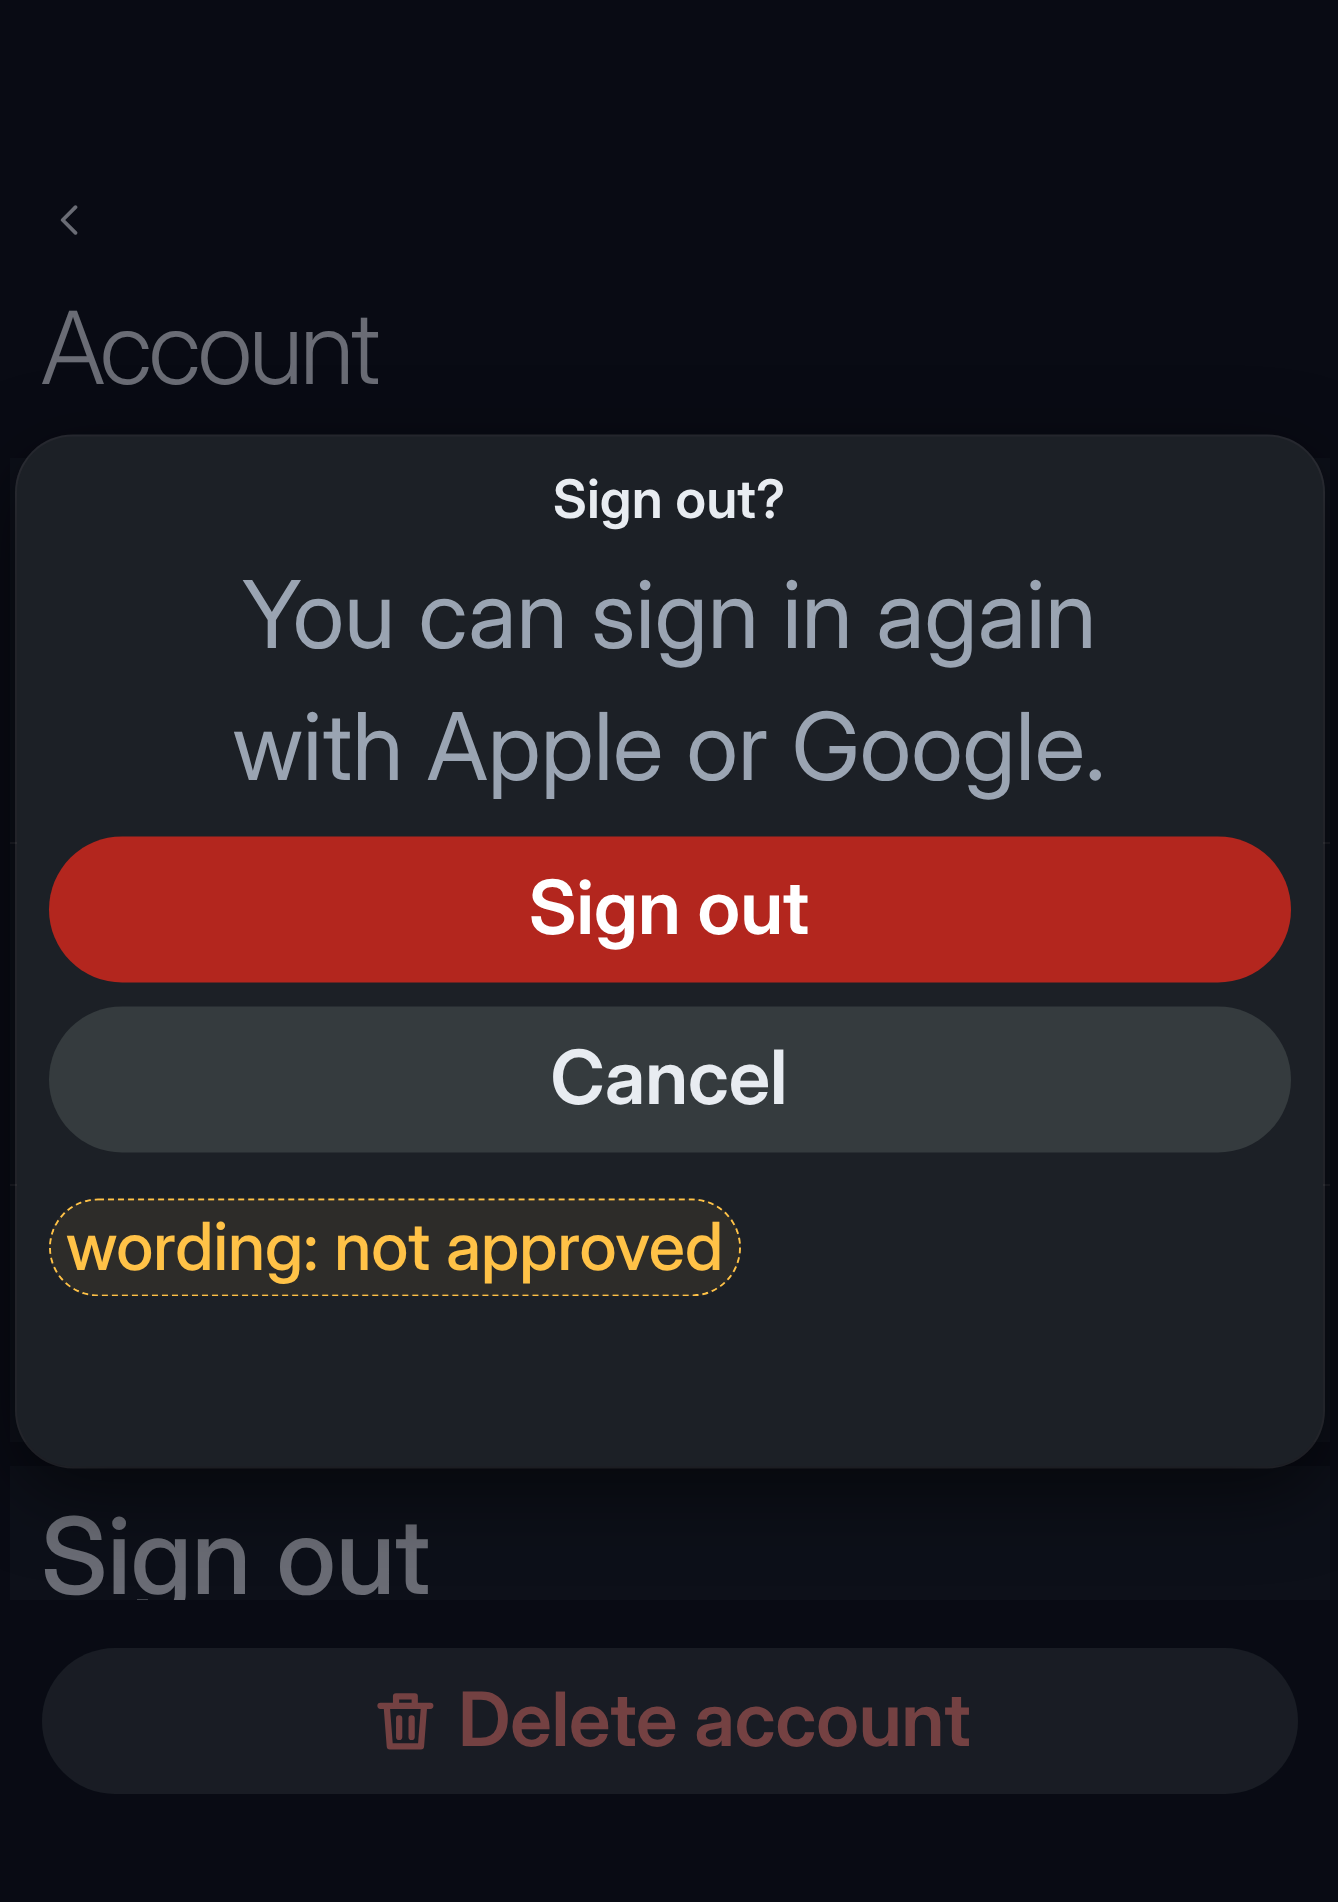 Account
Sign out?
You can sign in again
with Apple or Google.
Sign out
Cancel
wording: not approved
Sign out
Delete account